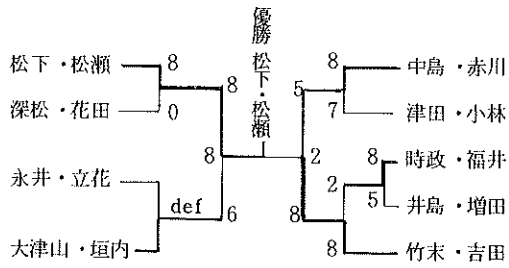 優勝 松下・松瀬
松下・松瀬 8
深松・花田 0
8
永井・立花
大津山・垣内
def
6
8
中島・赤川 8
津田・小林 7
5
時政・福井 8
井島・増田 5
2
竹末・吉田 8
8
2